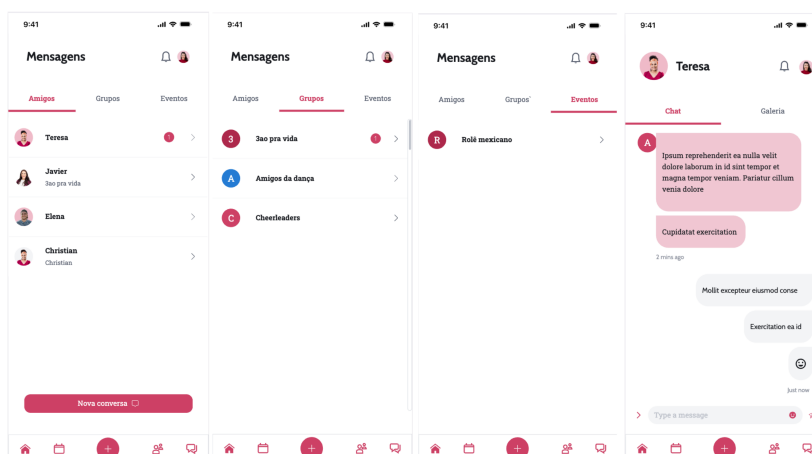 9:41
Mensagens
Amigos
Grupos
Eventos
Teresa
1
Javier
3ao pra vida
Elena
Christian
Christian
Nova conversa
9:41
Mensagens
Amigos
Grupos
Eventos
3
3ao pra vida
1
A
Amigos da dança
C
Cheerleaders
9:41
Mensagens
Amigos
Grupos`
Eventos
R
Rolê mexicano
9:41
Teresa
Chat
Galeria
A
Ipsum reprehenderit ea nulla velit
dolore laborum in id sint tempor et
magna tempor veniam. Pariatur cillum
venia dolore
Cupidatat exercitation
2 mins ago
Mollit excepteur eiusmod conse
Exercitation ea id
Just now
Type a message